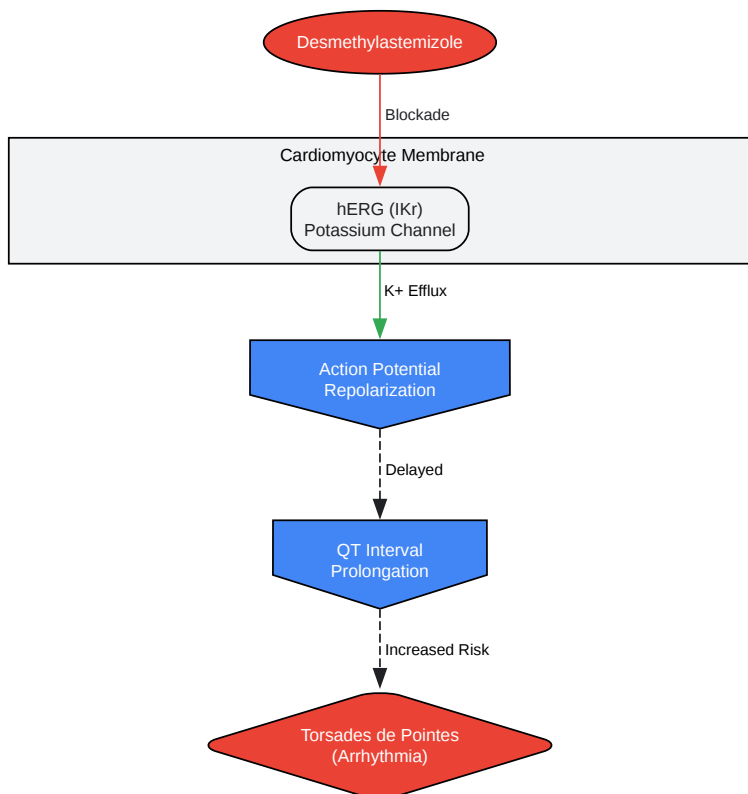 Desmethylastemizole
Blockade
Cardiomyocyte Membrane
hERG (IKr)
Potassium Channel
K+ Efflux
Action Potential
Repolarization
Delayed
QT Interval
Prolongation
Increased Risk
Torsades de Pointes
(Arrhythmia)